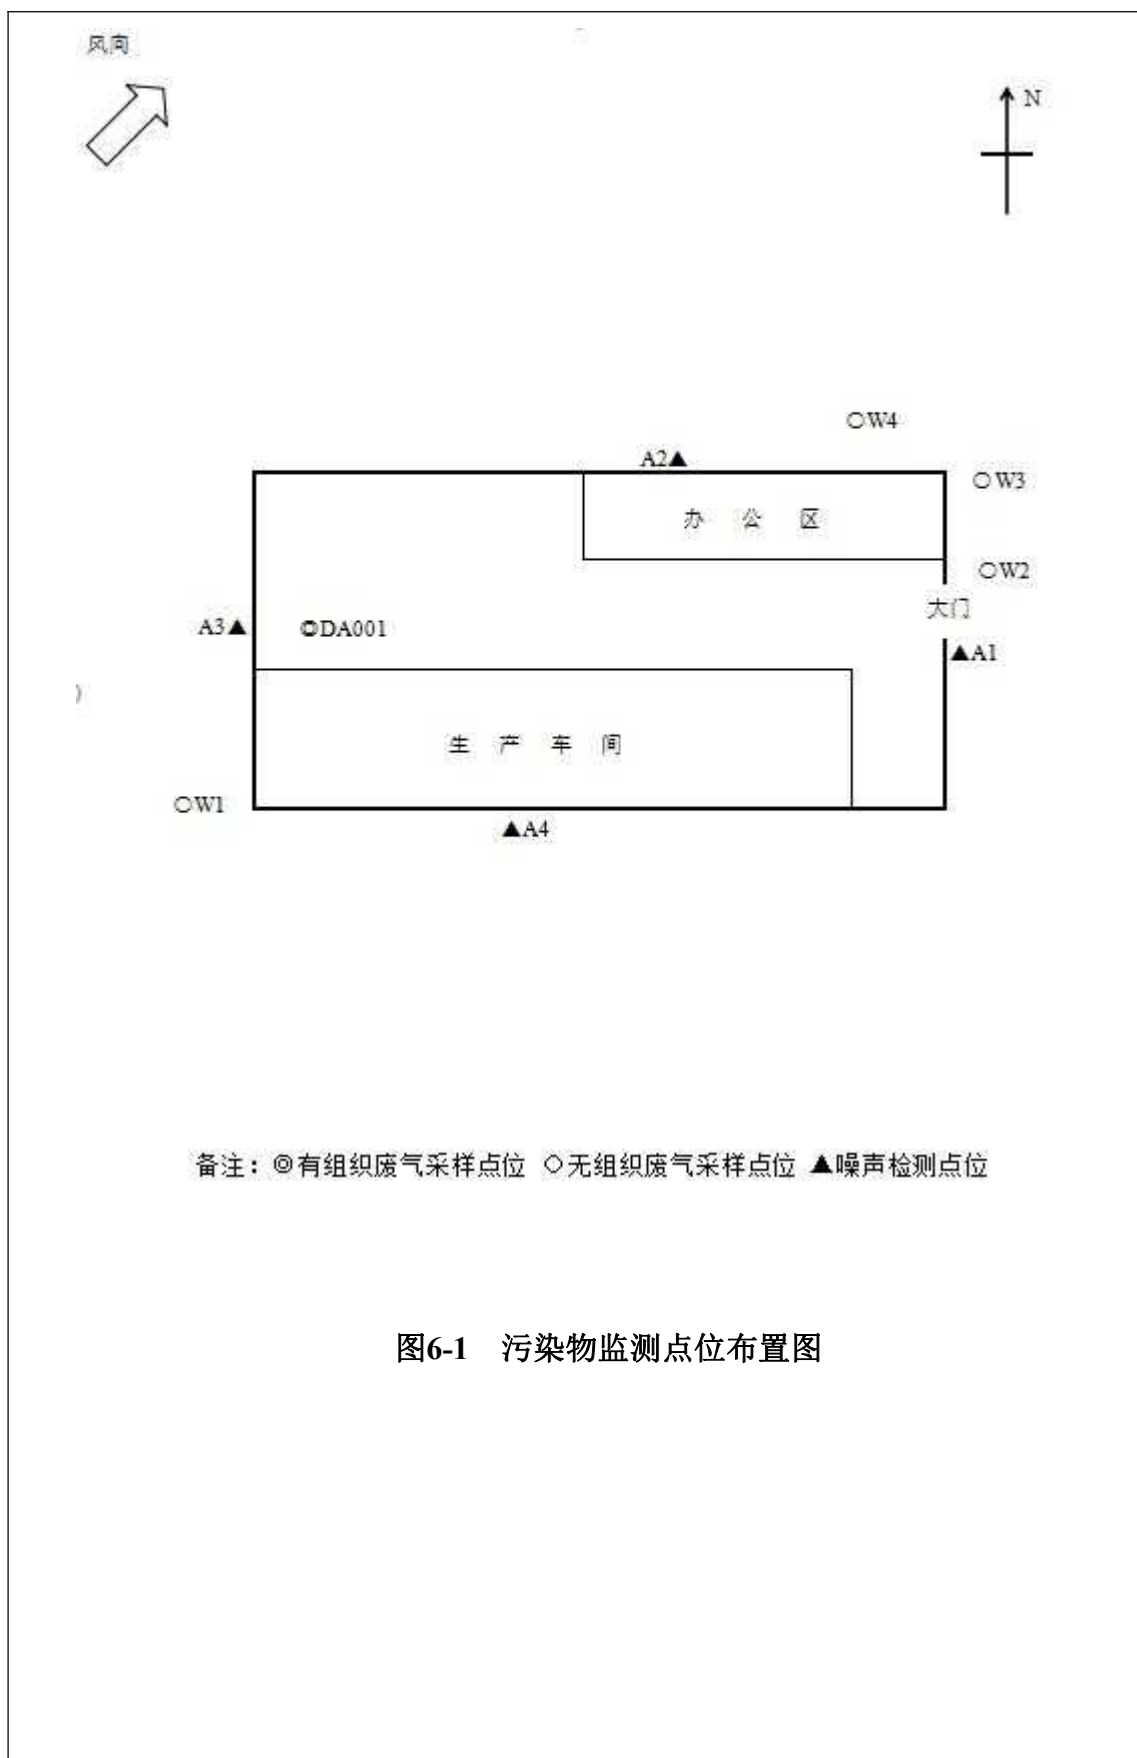 风向
N
○W4
A2▲
○W3
办公区
○W2
大门
A3▲
◎DA001
▲A1
生产车间
○W1
▲A4
备注：◎有组织废气采样点位 ○无组织废气采样点位 ▲噪声检测点位
图6-1 污染物监测点位布置图